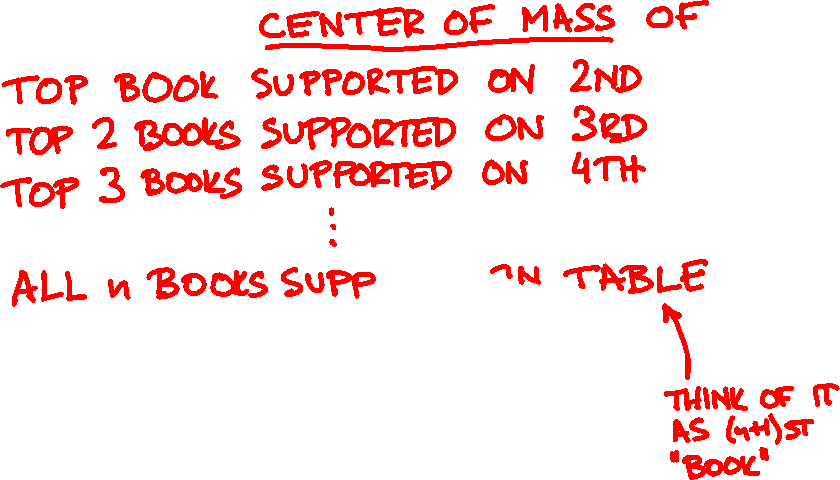 CENTER OF MASS OF
TOP BOOK SUPPORTED ON 2ND
TOP 2 BOOKS SUPPORTED ON 3RD
TOP 3 BOOKS SUPPORTED ON 4TH
⋮
ALL n BOOKS SUPP TABLE
THINK OF IT
AS (n+1)ST
"BOOK"